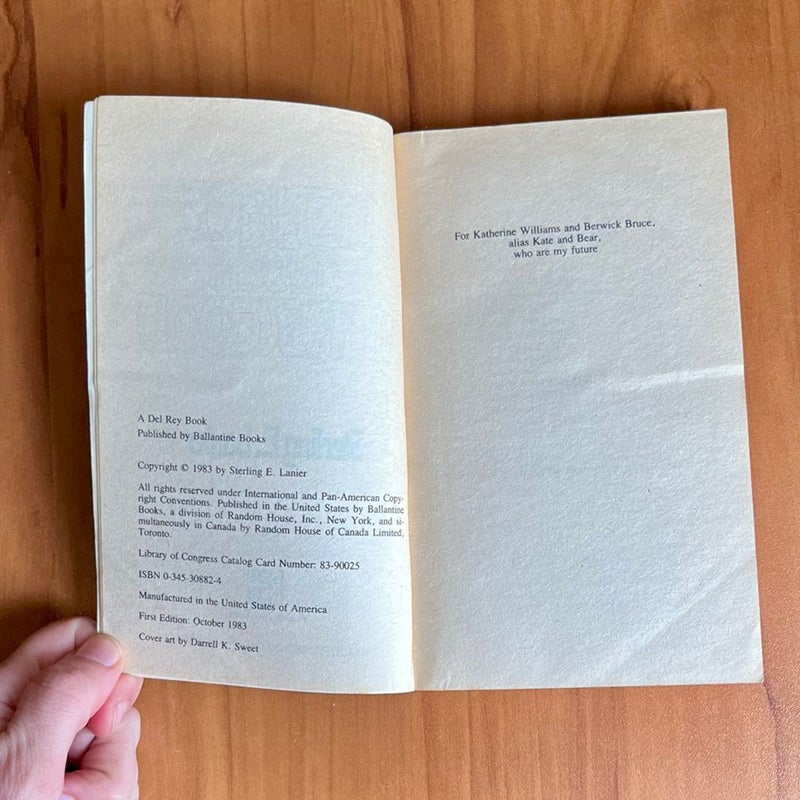 A Del Rey Book
Published by Ballantine Books
Copyright © 1983 by Sterling E. Lanier
All rights reserved under International and Pan-American Copy-
right Conventions. Published in the United States by Ballantine
Books, a division of Random House, Inc., New York, and si-
multaneously in Canada by Random House of Canada Limited,
Toronto.
Library of Congress Catalog Card Number: 83-90025
ISBN 0-345-30882-4
Manufactured in the United States of America
First Edition: October 1983
Cover art by Darrell K. Sweet
For Katherine Williams and Berwick Bruce,
alias Kate and Bear,
who are my future